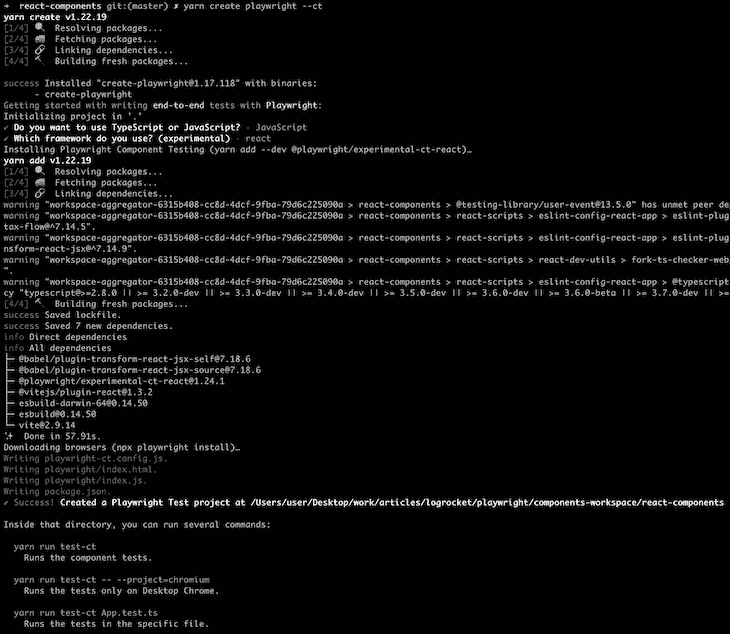 ➜  react-components git:(master) ✗ yarn create playwright --ct
yarn create v1.22.19
[1/4] 🔍  Resolving packages...
[2/4] 🚚  Fetching packages...
[3/4] 🔗  Linking dependencies...
[4/4] 🔨  Building fresh packages...
success Installed "create-playwright@1.17.118" with binaries:
      - create-playwright
Getting started with writing end-to-end tests with Playwright:
Initializing project in '.'
✔ Do you want to use TypeScript or JavaScript? · JavaScript
✔ Which framework do you use? (experimental) · react
Installing Playwright Component Testing (yarn add --dev @playwright/experimental-ct-react)…
yarn add v1.22.19
[1/4] 🔍  Resolving packages...
[2/4] 🚚  Fetching packages...
[3/4] 🔗  Linking dependencies...
warning "workspace-aggregator-6315b408-cc8d-4dcf-9fba-79d6c225090a > react-components > @testing-library/user-event@13.5.0" has unmet peer de
warning "workspace-aggregator-6315b408-cc8d-4dcf-9fba-79d6c225090a > react-components > react-scripts > eslint-config-react-app > eslint-plug
tax-flow@^7.14.5".
warning "workspace-aggregator-6315b408-cc8d-4dcf-9fba-79d6c225090a > react-components > react-scripts > eslint-config-react-app > eslint-plug
nsform-react-jsx@^7.14.9".
warning "workspace-aggregator-6315b408-cc8d-4dcf-9fba-79d6c225090a > react-components > react-scripts > react-dev-utils > fork-ts-checker-web
".
warning "workspace-aggregator-6315b408-cc8d-4dcf-9fba-79d6c225090a > react-components > react-scripts > eslint-config-react-app > @typescript
cy "typescript@>=2.8.0 || >= 3.2.0-dev || >= 3.3.0-dev || >= 3.4.0-dev || >= 3.5.0-dev || >= 3.6.0-dev || >= 3.6.0-beta || >= 3.7.0-dev || >=
[4/4] 🔨  Building fresh packages...
success Saved lockfile.
success Saved 7 new dependencies.
info Direct dependencies
info All dependencies
├─ @babel/plugin-transform-react-jsx-self@7.18.6
├─ @babel/plugin-transform-react-jsx-source@7.18.6
├─ @playwright/experimental-ct-react@1.24.1
├─ @vitejs/plugin-react@1.3.2
├─ esbuild-darwin-64@0.14.50
├─ esbuild@0.14.50
└─ vite@2.9.14
✨  Done in 57.91s.
Downloading browsers (npx playwright install)…
Writing playwright-ct.config.js.
Writing playwright/index.html.
Writing playwright/index.js.
Writing package.json.
✔ Success! Created a Playwright Test project at /Users/user/Desktop/work/articles/logrocket/playwright/components-workspace/react-components
Inside that directory, you can run several commands:
  yarn run test-ct
    Runs the component tests.
  yarn run test-ct -- --project=chromium
    Runs the tests only on Desktop Chrome.
  yarn run test-ct App.test.ts
    Runs the tests in the specific file.